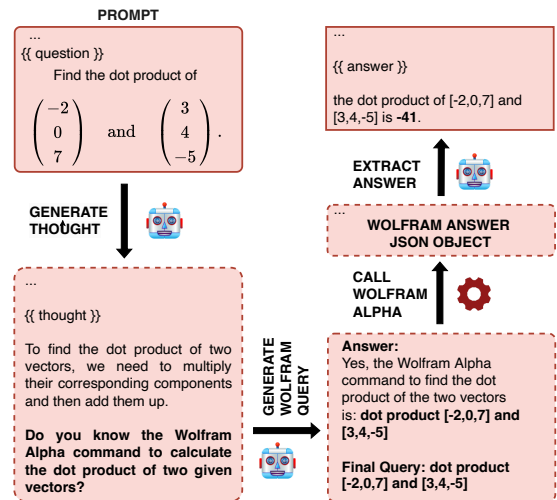 PROMPT
...
{{ question }}
Find the dot product of
−2
0
7
and
3
4
−5
.
GENERATE
THOUGHT
...
{{ thought }}
To find the dot product of two
vectors, we need to multiply
their corresponding components
and then add them up.
Do you know the Wolfram
Alpha command to calculate
the dot product of two given
vectors?
GENERATE
WOLFRAM
QUERY
Answer:
Yes, the Wolfram Alpha
command to find the dot
product of the two vectors
is: dot product [-2,0,7] and
[3,4,-5]
Final Query: dot product
[-2,0,7] and [3,4,-5]
CALL
WOLFRAM
ALPHA
...
WOLFRAM ANSWER
JSON OBJECT
EXTRACT
ANSWER
...
{{ answer }}
the dot product of [-2,0,7] and
[3,4,-5] is -41.